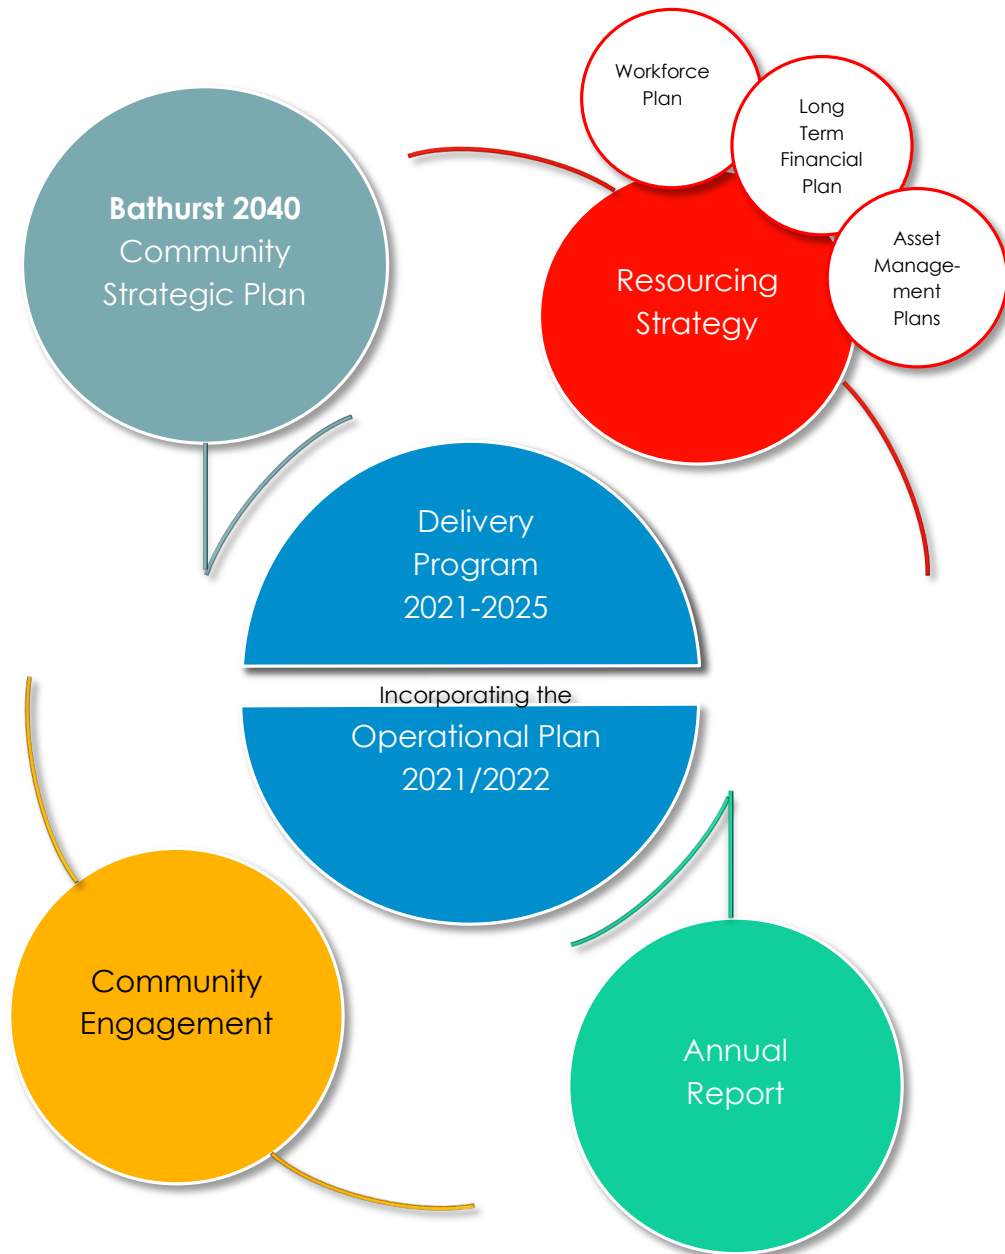 Bathurst 2040
Community
Strategic Plan
Workforce
Plan
Long
Term
Financial
Plan
Asset
Manage-
ment
Plans
Resourcing
Strategy
Delivery
Program
2021-2025
Incorporating the
Operational Plan
2021/2022
Community
Engagement
Annual
Report